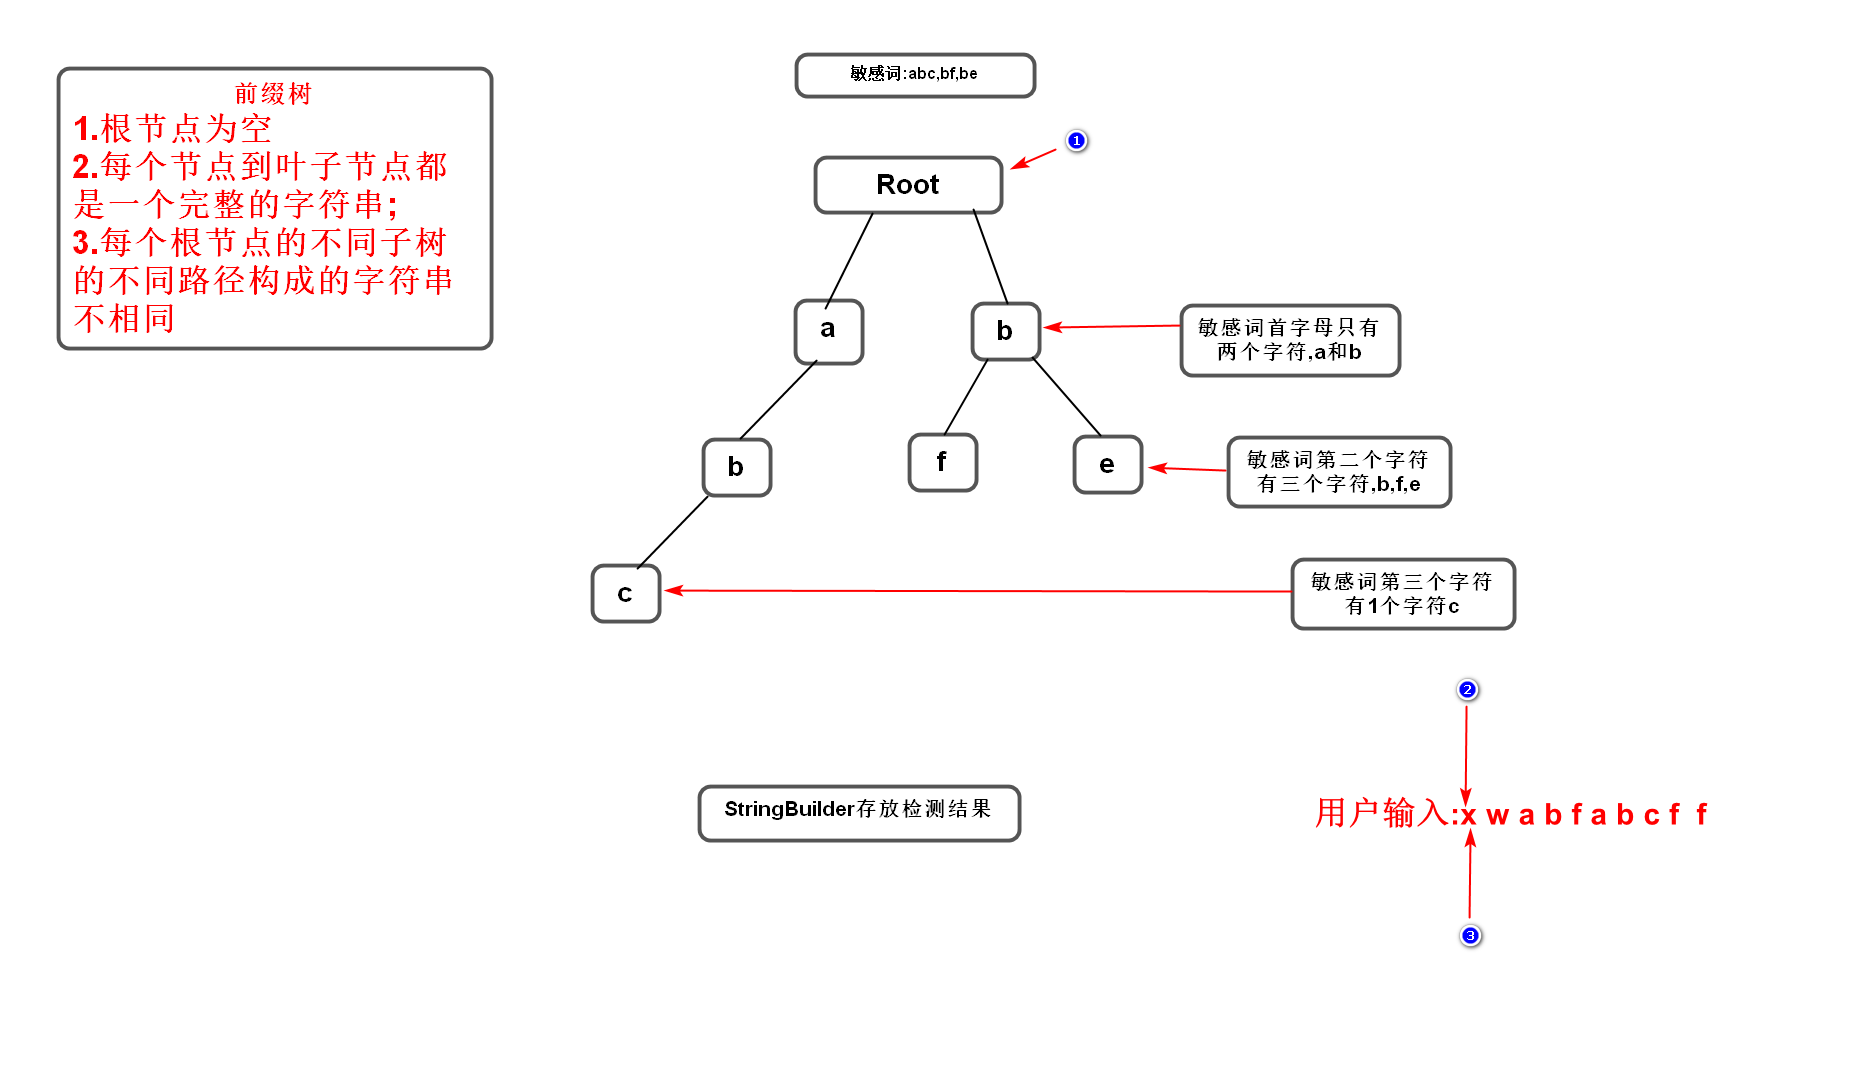 敏感词:abc,bf,be
前缀树
1.根节点为空
2.每个节点到叶子节点都
是一个完整的字符串;
3.每个根节点的不同子树
的不同路径构成的字符串
不相同
1
Root
a
b
敏感词首字母只有
两个字符,a和b
b
f
e
敏感词第二个字符
有三个字符,b,f,e
c
敏感词第三个字符
有1个字符c
2
StringBuilder存放检测结果
用户输入:x w a b f a b c f f
3